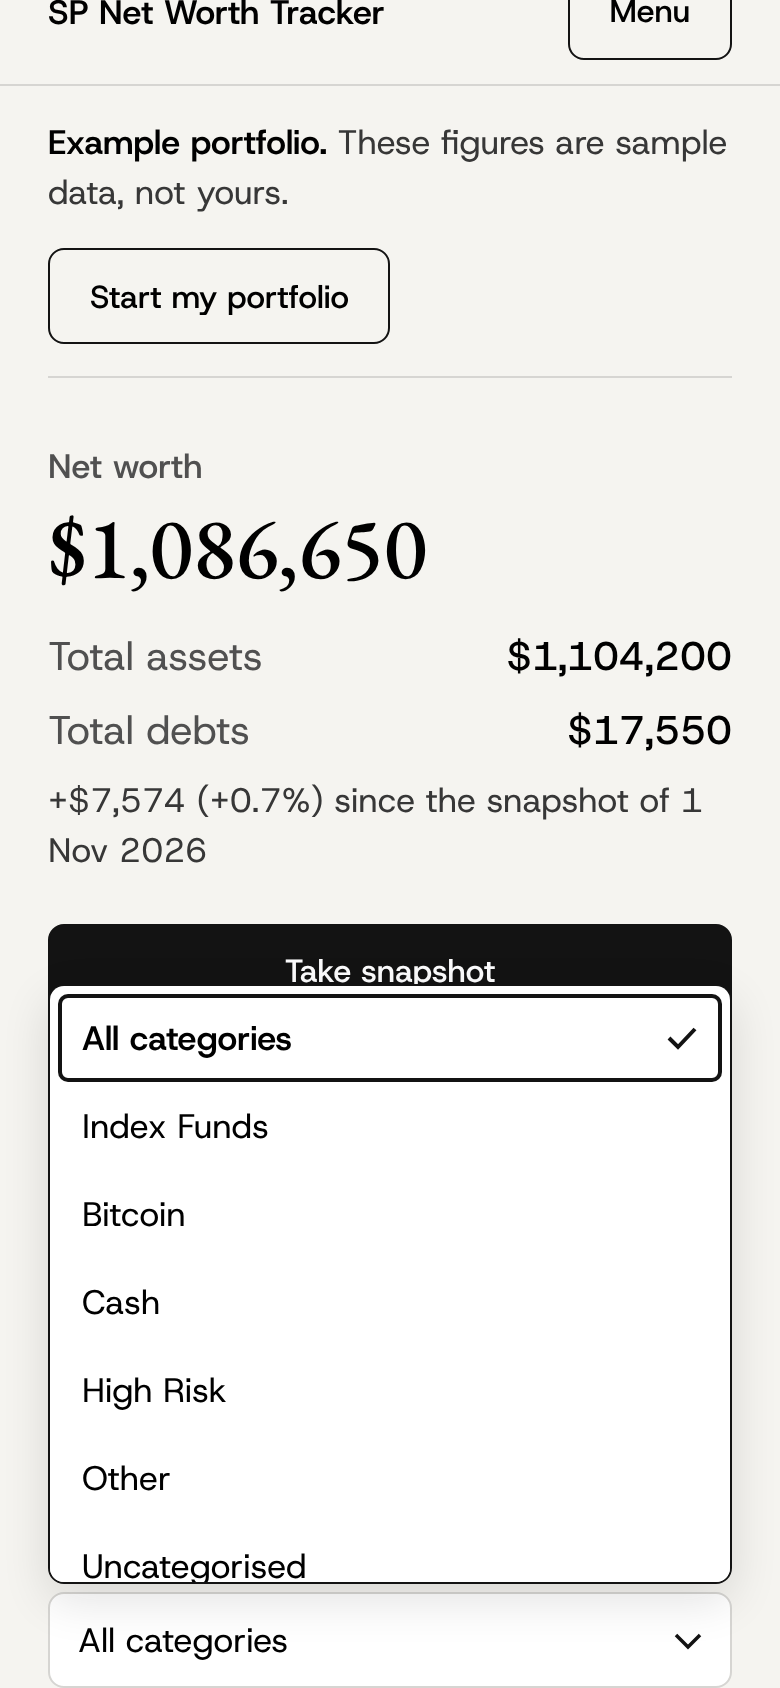 SP Net Worth Tracker
Menu
Example portfolio. These figures are sample
data, not yours.
Start my portfolio
Net worth
$1,086,650
Total assets $1,104,200
Total debts $17,550
+$7,574 (+0.7%) since the snapshot of 1
Nov 2026
Take snapshot
All categories
Index Funds
Bitcoin
Cash
High Risk
Other
Uncategorised
All categories